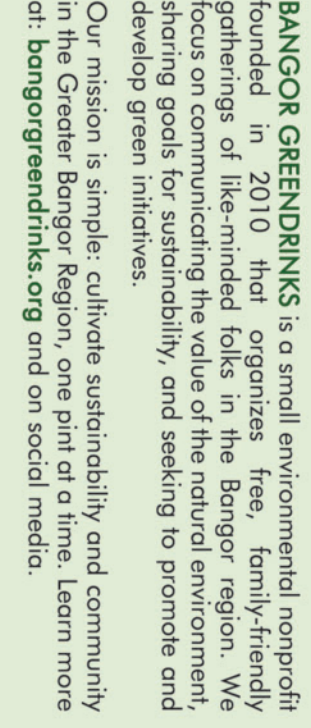 BANGOR GREENDRINKS is a small environmental nonprofit
founded in 2010 that organizes free, family-friendly
gatherings of like-minded folks in the Bangor region. We
focus on communicating the value of the natural environment,
sharing goals for sustainability, and seeking to promote and
develop green initiatives.
Our mission is simple: cultivate sustainability and community
in the Greater Bangor Region, one pint at a time. Learn more
at: bangorgreendrinks.org and on social media.